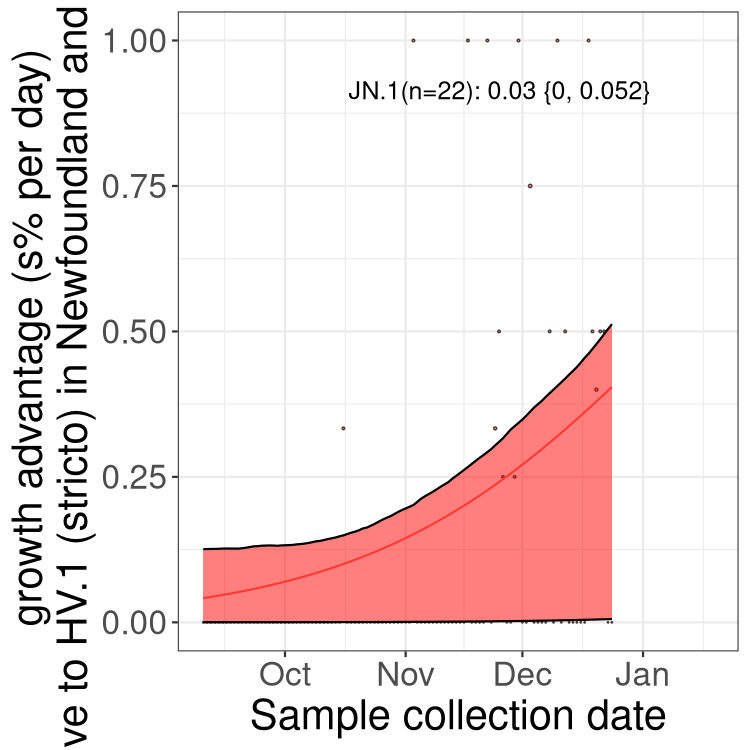 growth advantage (s% per day)
ve to HV.1 (stricto) in Newfoundland and
1.00
0.75
0.50
0.25
0.00
JN.1(n=22): 0.03 {0, 0.052}
Oct Nov Dec Jan
Sample collection date